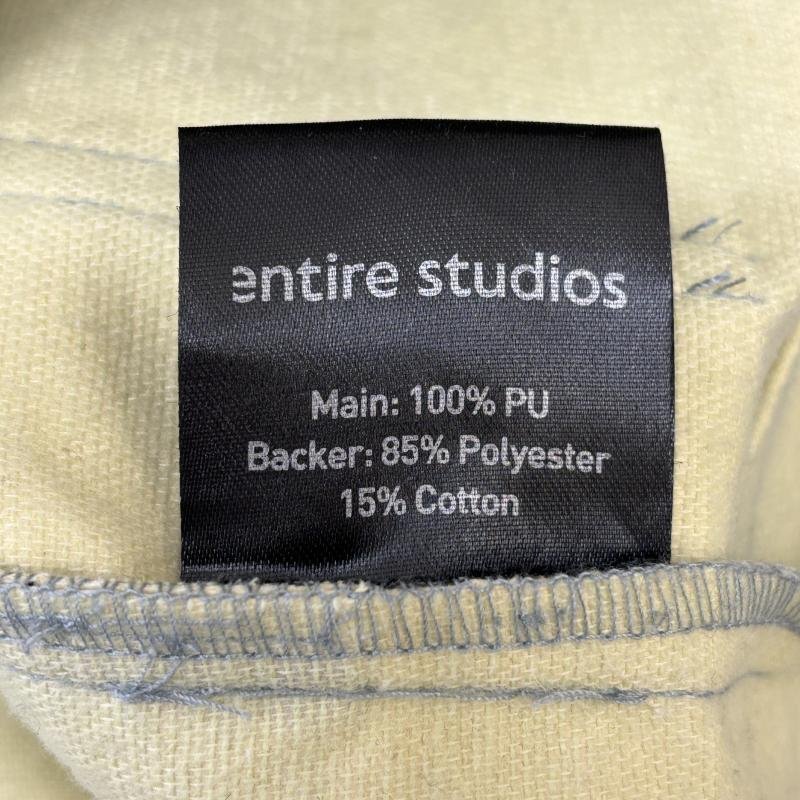 entire studios
Main: 100% PU
Backer: 85% Polyester
15% Cotton